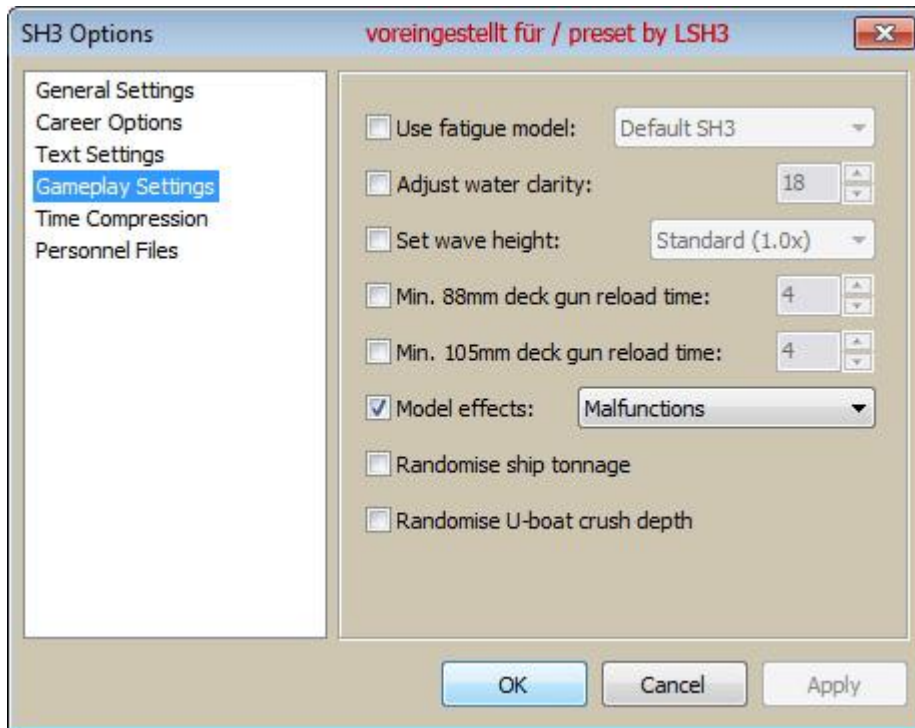 SH3 Options voreingestellt für / preset by LSH3
General Settings
Career Options
Text Settings
Gameplay Settings
Time Compression
Personnel Files
Use fatigue model: Default SH3
Adjust water clarity: 18
Set wave height: Standard (1.0x)
Min. 88mm deck gun reload time: 4
Min. 105mm deck gun reload time: 4
Model effects: Malfunctions
Randomise ship tonnage
Randomise U-boat crush depth
OK Cancel Apply